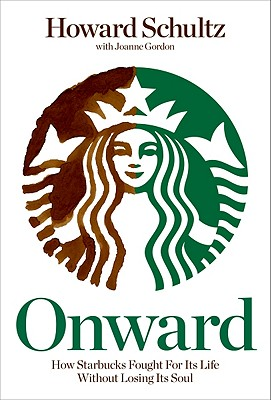 Howard Schultz
with Joanne Gordon
Onward
How Starbucks Fought For Its Life
Without Losing Its Soul